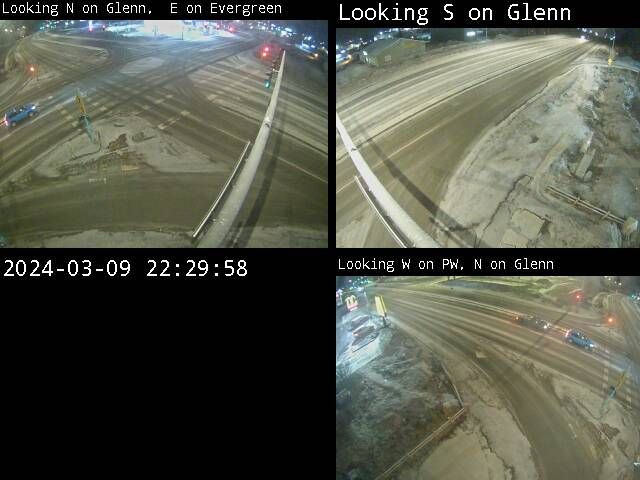 Looking N on Glenn,  E on Evergreen
Looking S on Glenn
2024-03-09 22:29:58
Looking W on PW, N on Glenn